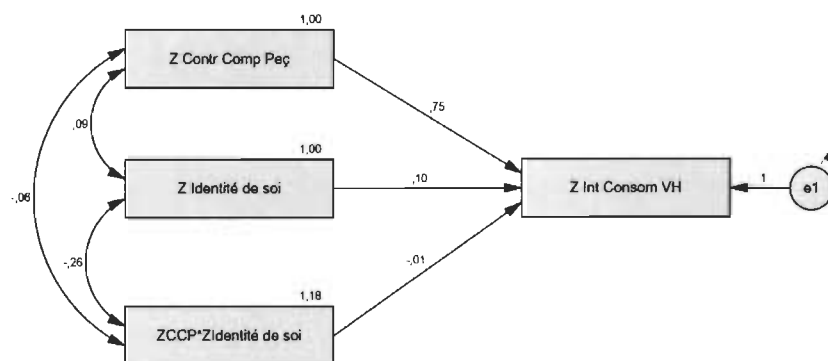 1,00
Z Contr Comp Peç
,75
,09
1,00
Z Identité de soi
,10
Z Int Consom VH
1
e1
-,06
-,26
-,01
1,18
ZCCP*ZIdentité de soi